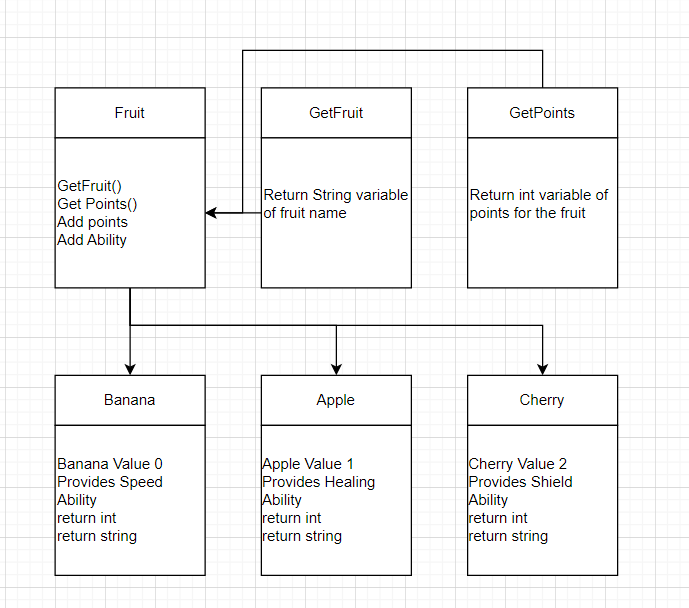 Fruit
GetFruit()
Get Points()
Add points
Add Ability
GetFruit
Return String variable
of fruit name
GetPoints
Return int variable of
points for the fruit
Banana
Banana Value 0
Provides Speed
Ability
return int
return string
Apple
Apple Value 1
Provides Healing
Ability
return int
return string
Cherry
Cherry Value 2
Provides Shield
Ability
return int
return string